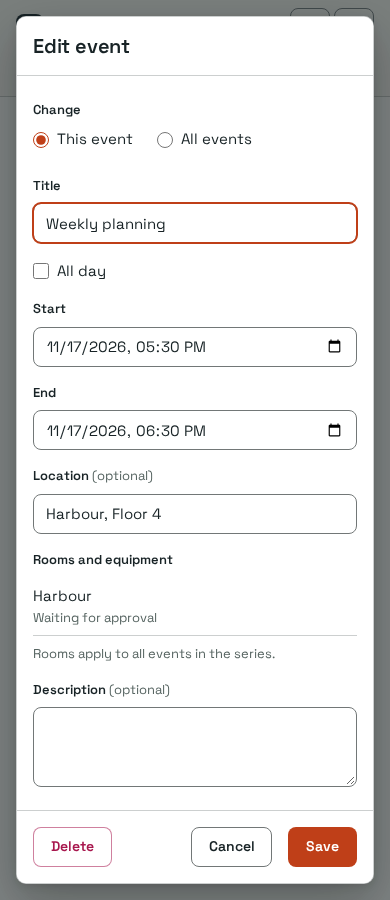 Edit event
Change
This event
All events
Title
Weekly planning
All day
Start
11/17/2026, 05:30 PM
End
11/17/2026, 06:30 PM
Location (optional)
Harbour, Floor 4
Rooms and equipment
Harbour
Waiting for approval
Rooms apply to all events in the series.
Description (optional)
Delete
Cancel
Save